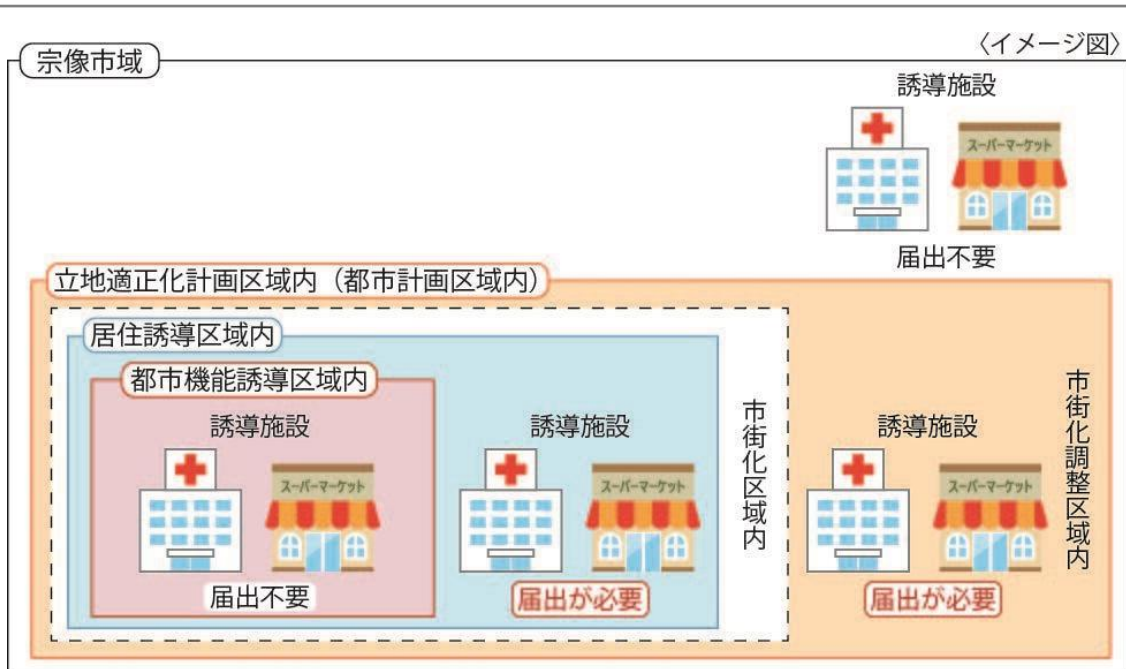 〈イメージ図〉
宗像市域
誘導施設
スーパーマーケット
届出不要
立地適正化計画区域内（都市計画区域内）
居住誘導区域内
都市機能誘導区域内
誘導施設
スーパーマーケット
届出不要
誘導施設
スーパーマーケット
届出が必要
市街化区域内
誘導施設
スーパーマーケット
届出が必要
市街化調整区域内